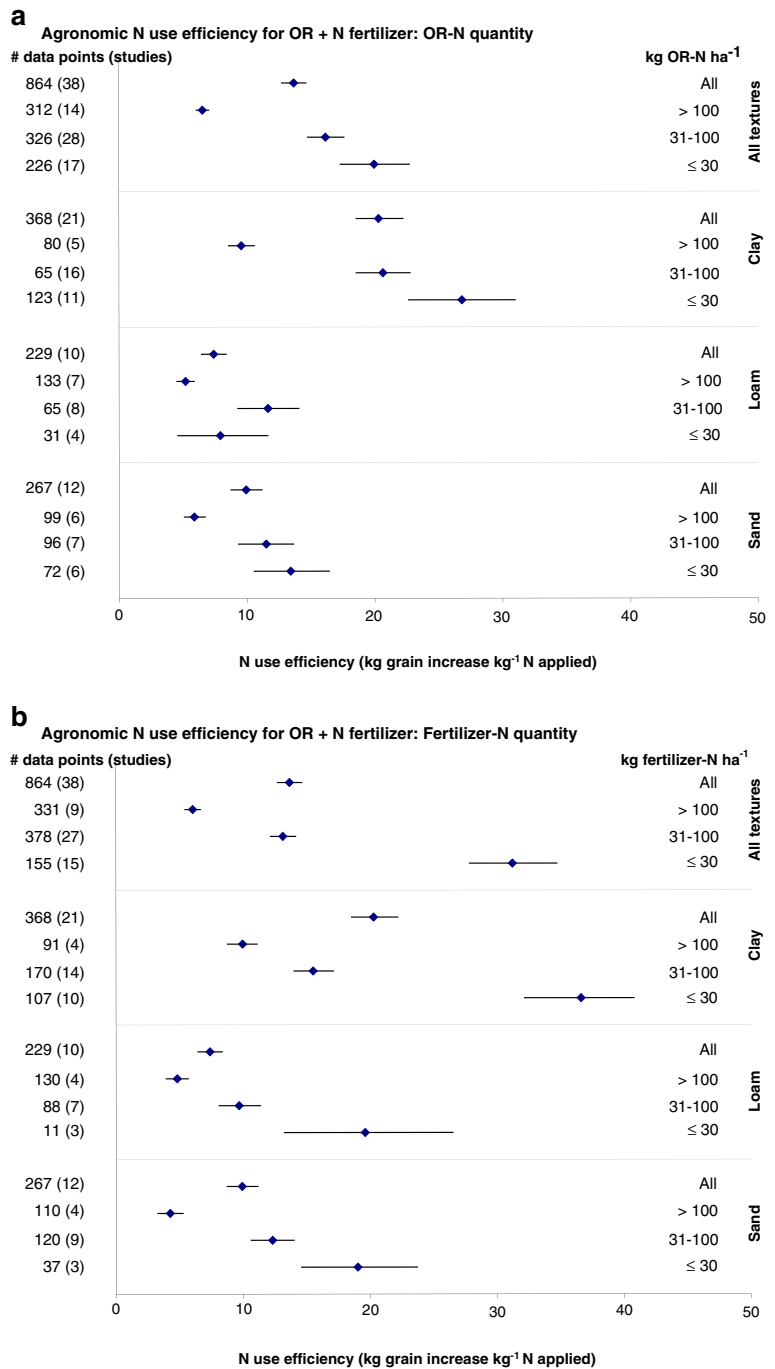 a
Agronomic N use efficiency for OR + N fertilizer: OR-N quantity
# data points (studies) kg OR-N ha-1
864 (38) All
312 (14) > 100
326 (28) 31-100
226 (17) ≤ 30
All textures
368 (21) All
80 (5) > 100
65 (16) 31-100
123 (11) ≤ 30
Clay
229 (10) All
133 (7) > 100
65 (8) 31-100
31 (4) ≤ 30
Loam
267 (12) All
99 (6) > 100
96 (7) 31-100
72 (6) ≤ 30
Sand
0 10 20 30 40 50
N use efficiency (kg grain increase kg-1 N applied)
b
Agronomic N use efficiency for OR + N fertilizer: Fertilizer-N quantity
# data points (studies) kg fertilizer-N ha-1
864 (38) All
331 (9) > 100
378 (27) 31-100
155 (15) ≤ 30
All textures
368 (21) All
91 (4) > 100
170 (14) 31-100
107 (10) ≤ 30
Clay
229 (10) All
130 (4) > 100
88 (7) 31-100
11 (3) ≤ 30
Loam
267 (12) All
110 (4) > 100
120 (9) 31-100
37 (3) ≤ 30
Sand
0 10 20 30 40 50
N use efficiency (kg grain increase kg-1 N applied)